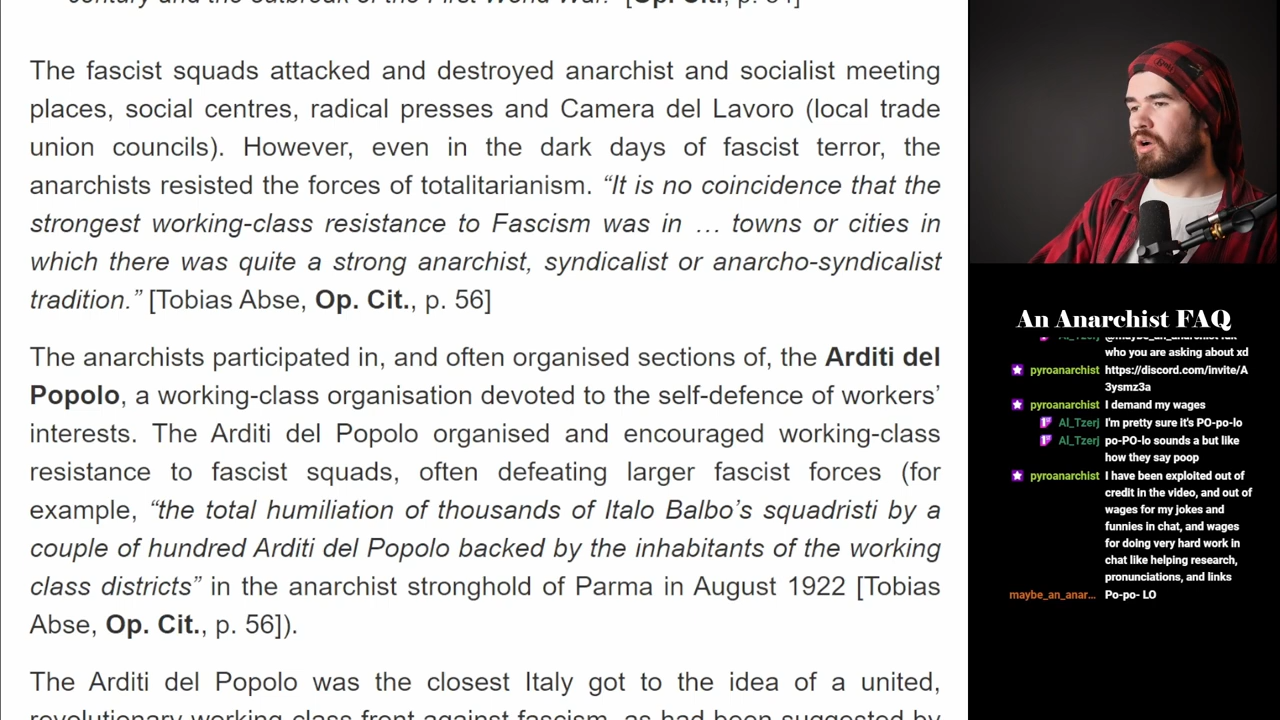 The fascist squads attacked and destroyed anarchist and socialist meeting
places, social centres, radical presses and Camera del Lavoro (local trade
union councils). However, even in the dark days of fascist terror, the
anarchists resisted the forces of totalitarianism. “It is no coincidence that the
strongest working-class resistance to Fascism was in … towns or cities in
which there was quite a strong anarchist, syndicalist or anarcho-syndicalist
tradition.” [Tobias Abse, Op. Cit., p. 56]
The anarchists participated in, and often organised sections of, the Arditi del
Popolo, a working-class organisation devoted to the self-defence of workers’
interests. The Arditi del Popolo organised and encouraged working-class
resistance to fascist squads, often defeating larger fascist forces (for
example, “the total humiliation of thousands of Italo Balbo’s squadristi by a
couple of hundred Arditi del Popolo backed by the inhabitants of the working
class districts” in the anarchist stronghold of Parma in August 1922 [Tobias
Abse, Op. Cit., p. 56]).
The Arditi del Popolo was the closest Italy got to the idea of a united,
revolutionary working class front against fascism, as had been suggested by
An Anarchist FAQ
who you are asking about xd
pyroanarchist https://discord.com/invite/A
3ysmz3a
pyroanarchist I demand my wages
Al_Tzerj I'm pretty sure it's PO-po-lo
Al_Tzerj po-PO-lo sounds a but like
how they say poop
pyroanarchist I have been exploited out of
credit in the video, and out of
wages for my jokes and
funnies in chat, and wages
for doing very hard work in
chat like helping research,
pronunciations, and links
maybe_an_anar... Po-po- LO